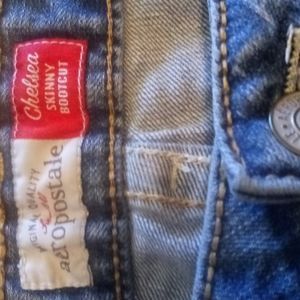 Chelsea
SKINNY
BOOTCUT
ORIGINAL QUALITY
aéropostale